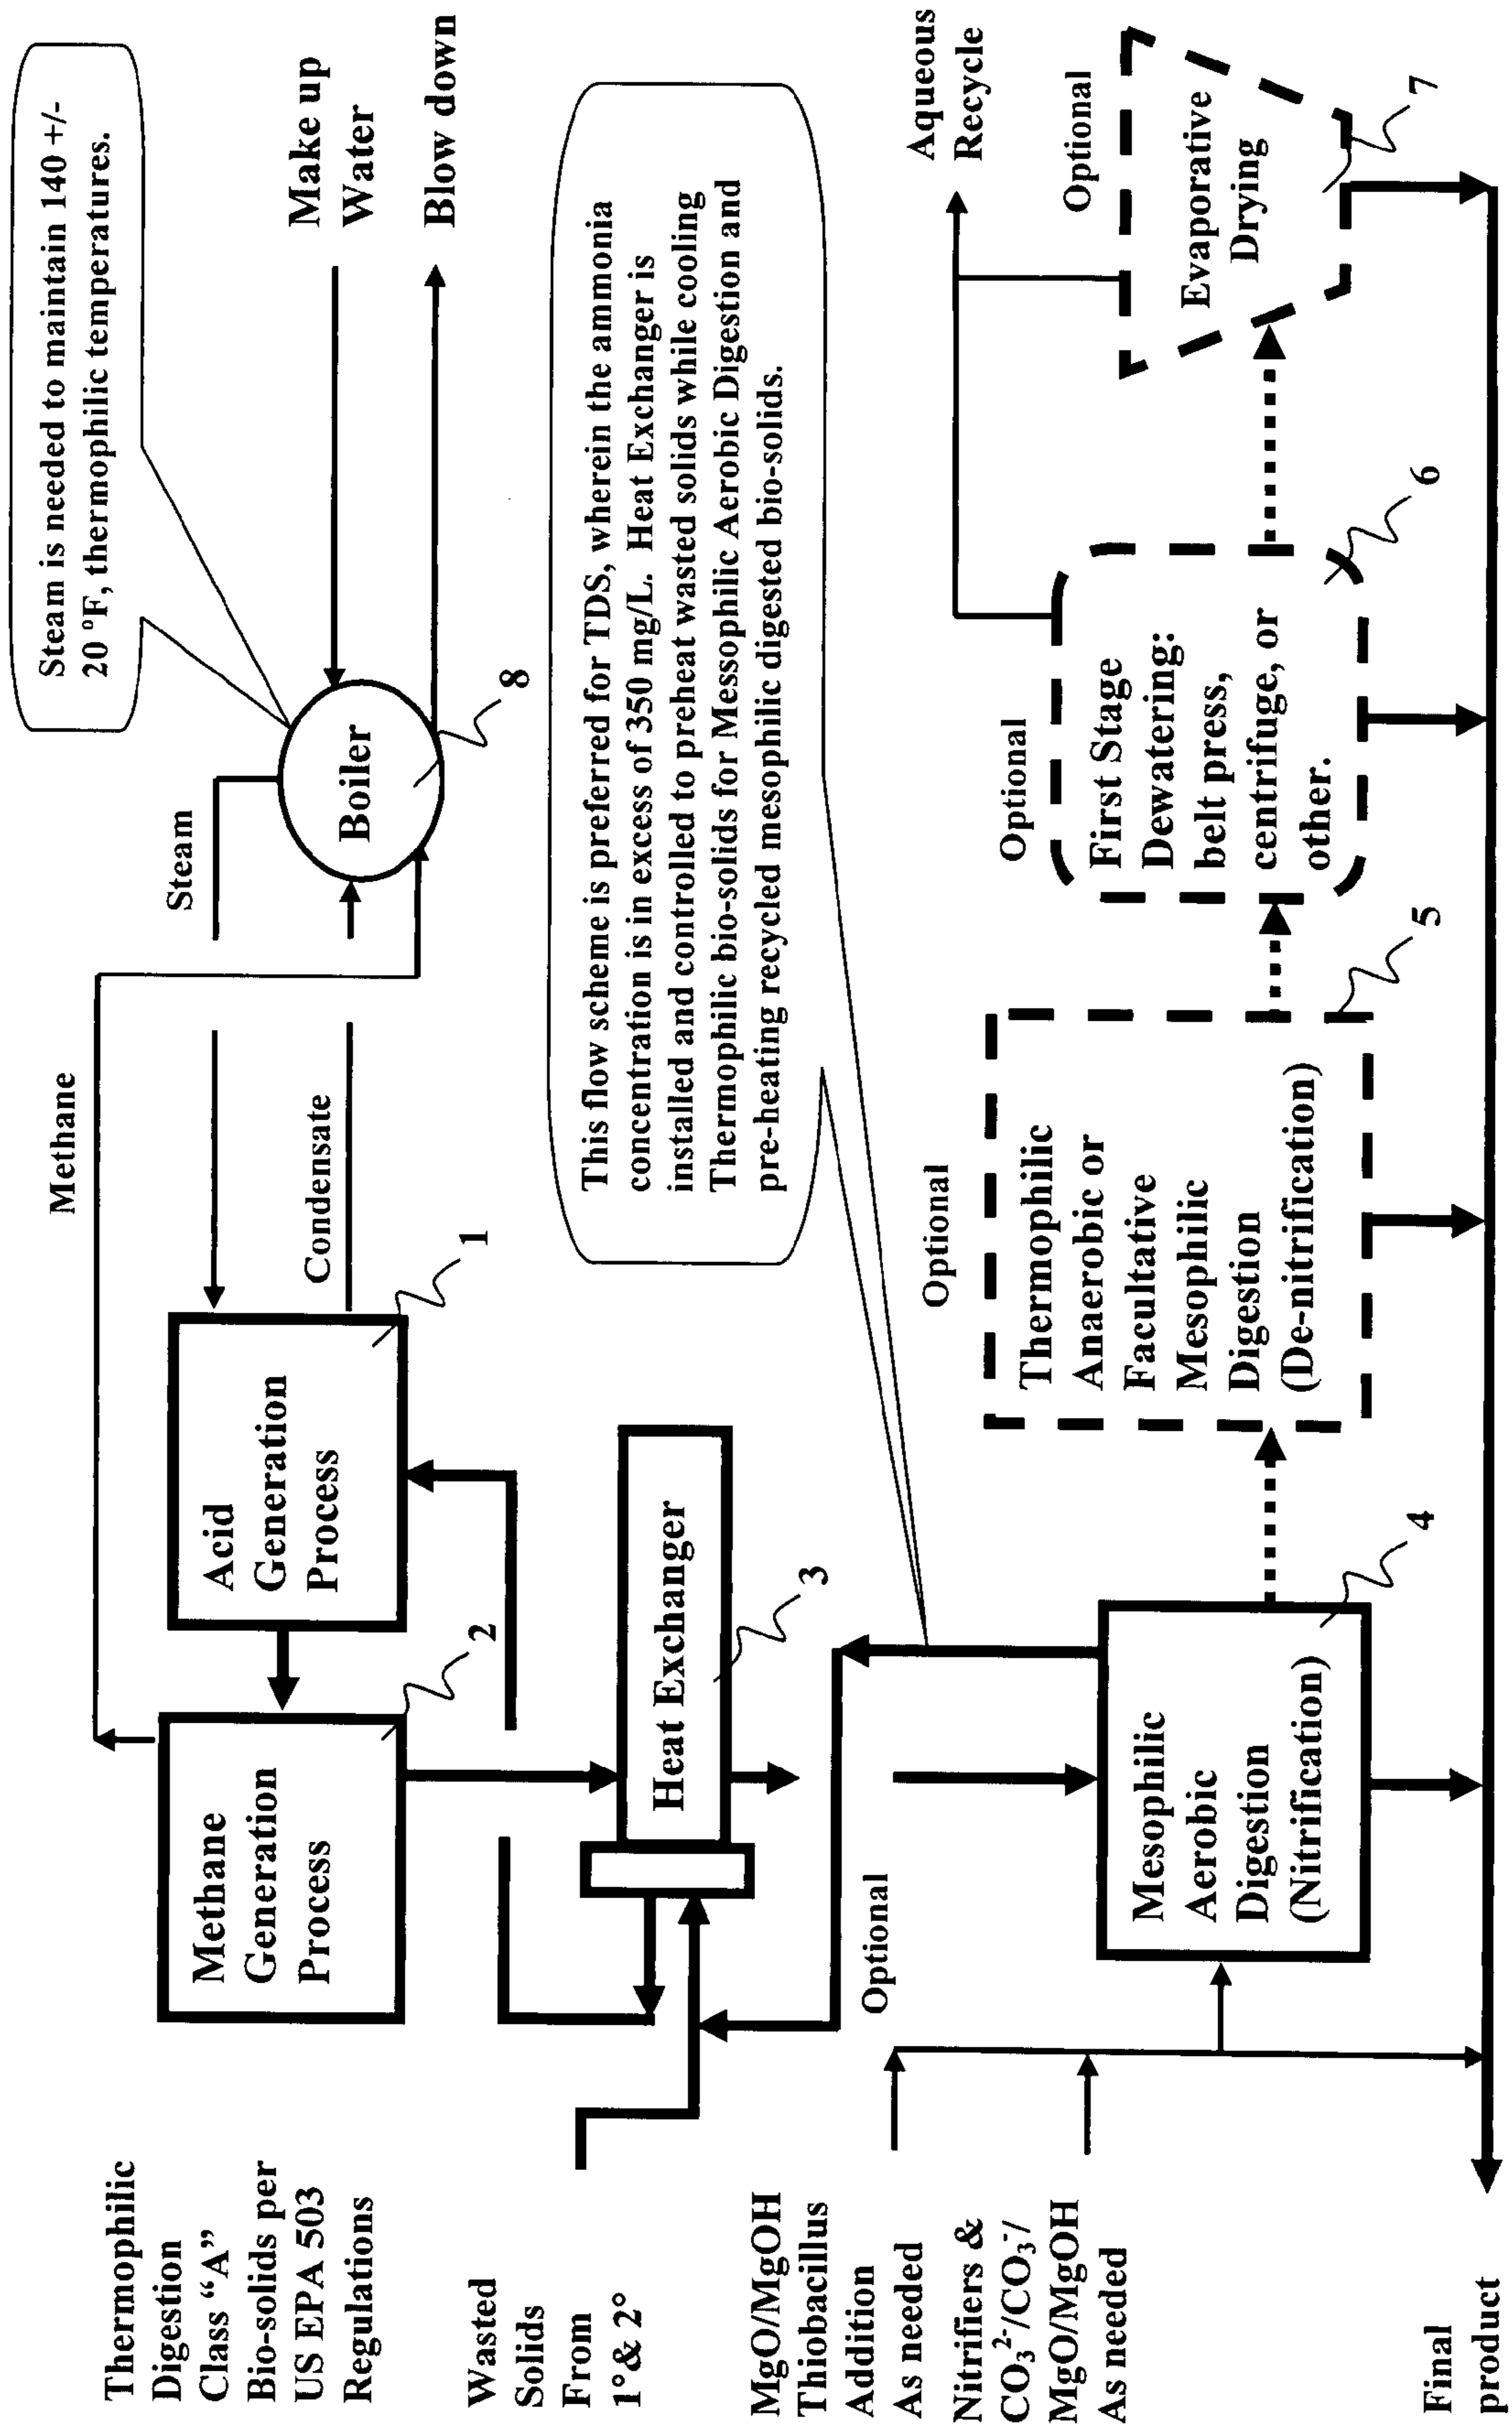 Steam is needed to maintain 140 +/-
20 °F, thermophilic temperatures.
Make up
Water
Blow down
Boiler
8
Steam
Methane
Condensate
Acid
Generation
Process
1
Methane
Generation
Process
2
Thermophilic
Digestion
Class “A”
Bio-solids per
US EPA 503
Regulations
Wasted
Solids
From
1°& 2°
Heat Exchanger
3
This flow scheme is preferred for TDS, wherein the ammonia
concentration is in excess of 350 mg/L. Heat Exchanger is
installed and controlled to preheat wasted solids while cooling
Thermophilic bio-solids for Messophilic Aerobic Digestion and
pre-heating recycled mesophilic digested bio-solids.
MgO/MgOH
Thiobacillus
Addition
As needed
Optional
Nitrifiers &
CO₃²⁻/CO₃⁻/
MgO/MgOH
As needed
Mesophilic
Aerobic
Digestion
(Nitrification)
4
Optional
Thermophilic
Anaerobic or
Facultative
Mesophilic
Digestion
(De-nitrification)
5
Optional
First Stage
Dewatering:
belt press,
centrifuge, or
other.
6
Aqueous
Recycle
Optional
Evaporative
Drying
7
Final
product